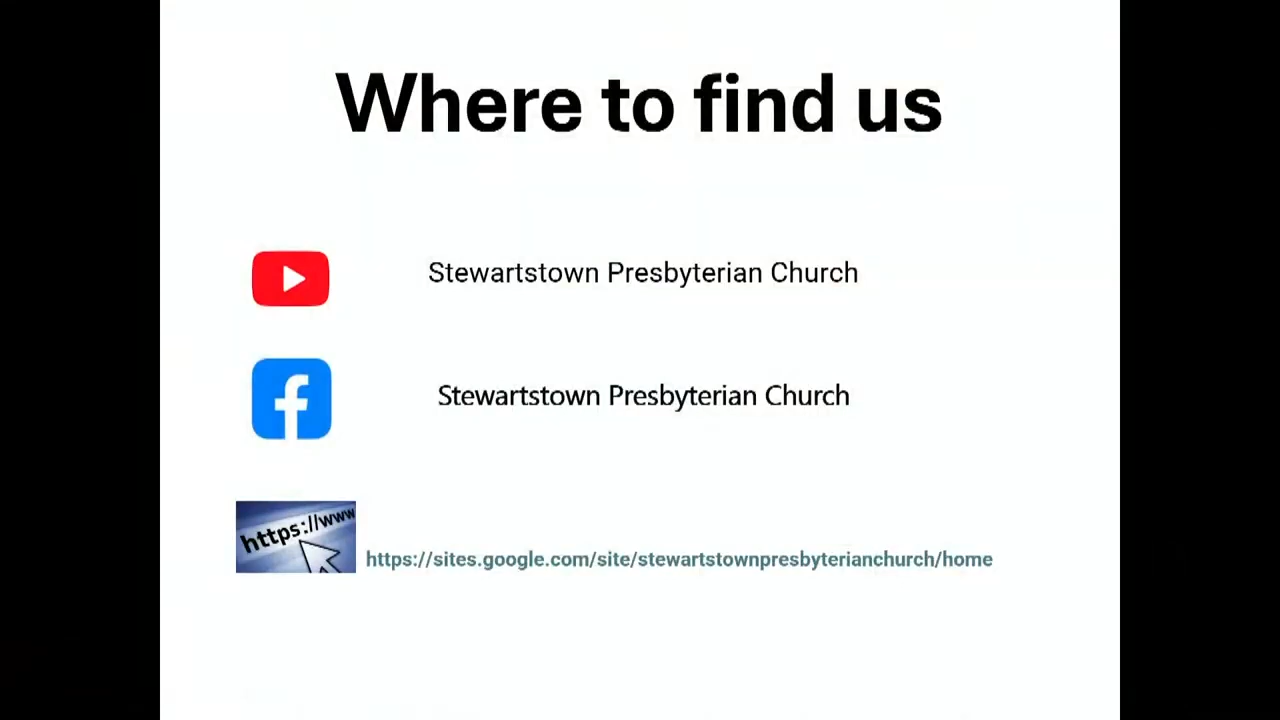 Where to find us
Stewartstown Presbyterian Church
Stewartstown Presbyterian Church
https://www
https://sites.google.com/site/stewartstownpresbyterianchurch/home